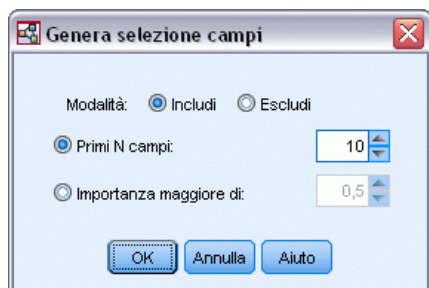 Genera selezione campi
Modalità: Includi Escludi
Primi N campi: 10
Importanza maggiore di: 0,5
OK Annulla Aiuto